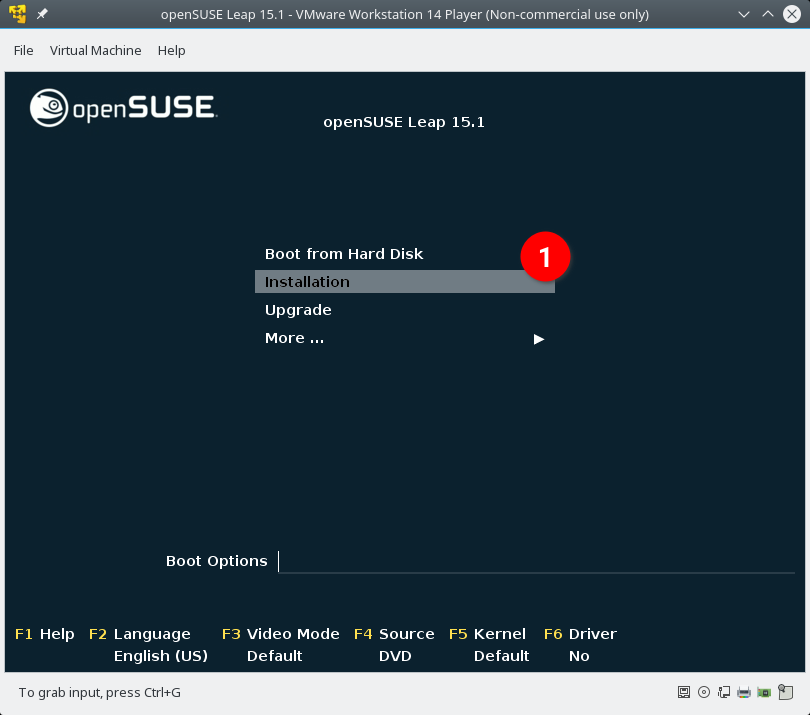 openSUSE Leap 15.1 - VMware Workstation 14 Player (Non-commercial use only)
File Virtual Machine Help
openSUSE.
openSUSE Leap 15.1
Boot from Hard Disk
1
Installation
Upgrade
More ...
Boot Options
F1 Help F2 Language F3 Video Mode F4 Source F5 Kernel F6 Driver
English (US) Default DVD Default No
To grab input, press Ctrl+G